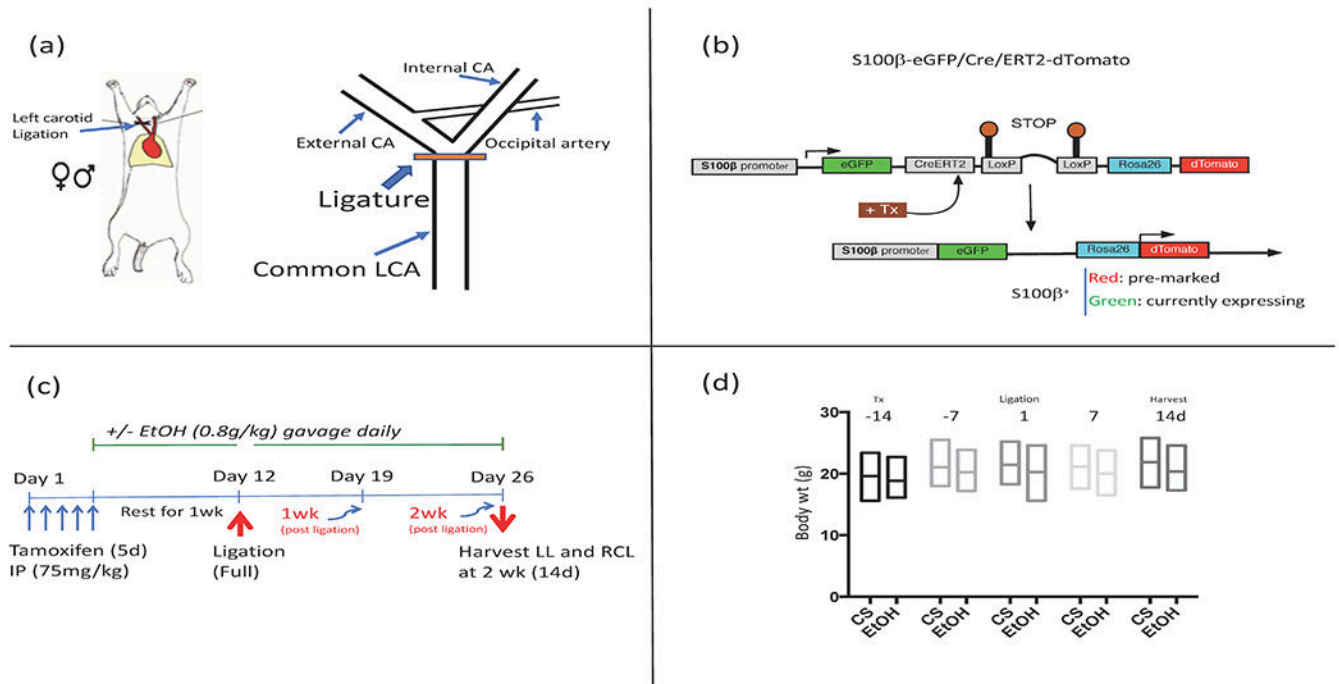 (a)
Left carotid
Ligation
♀♂
Internal CA
External CA
Occipital artery
Ligature
Common LCA
(b)
S100β-eGFP/Cre/ERT2-dTomato
STOP
S100β promoter eGFP CreERT2 LoxP LoxP Rosa26 dTomato
+ Tx
S100β promoter eGFP Rosa26 dTomato
S100β⁺
Red: pre-marked
Green: currently expressing
(c)
+/- EtOH (0.8g/kg) gavage daily
Day 1 Day 12 Day 19 Day 26
Rest for 1wk 1wk 2wk
(post ligation) (post ligation)
Tamoxifen (5d) Ligation Harvest LL and RCL
IP (75mg/kg) (Full) at 2 wk (14d)
(d)
Tx Ligation Harvest
-14 -7 1 7 14d
30
20
10
0
Body wt (g)
CS EtOH CS EtOH CS EtOH CS EtOH CS EtOH